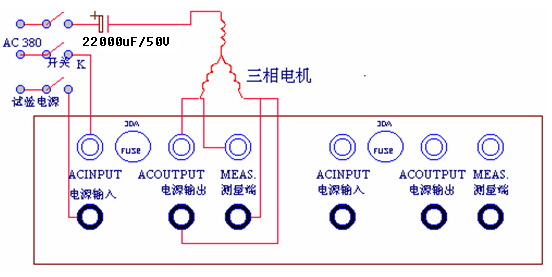 22000uF/50V
AC 380
开关 K
三相电机
试验电源
30A
30A
FUSE
FUSE
ACINPUT
ACOUTPUT
MEAS.
ACINPUT
ACOUTPUT
MEAS.
电源输入
电源输出
测量端
电源输入
电源输出
测量端